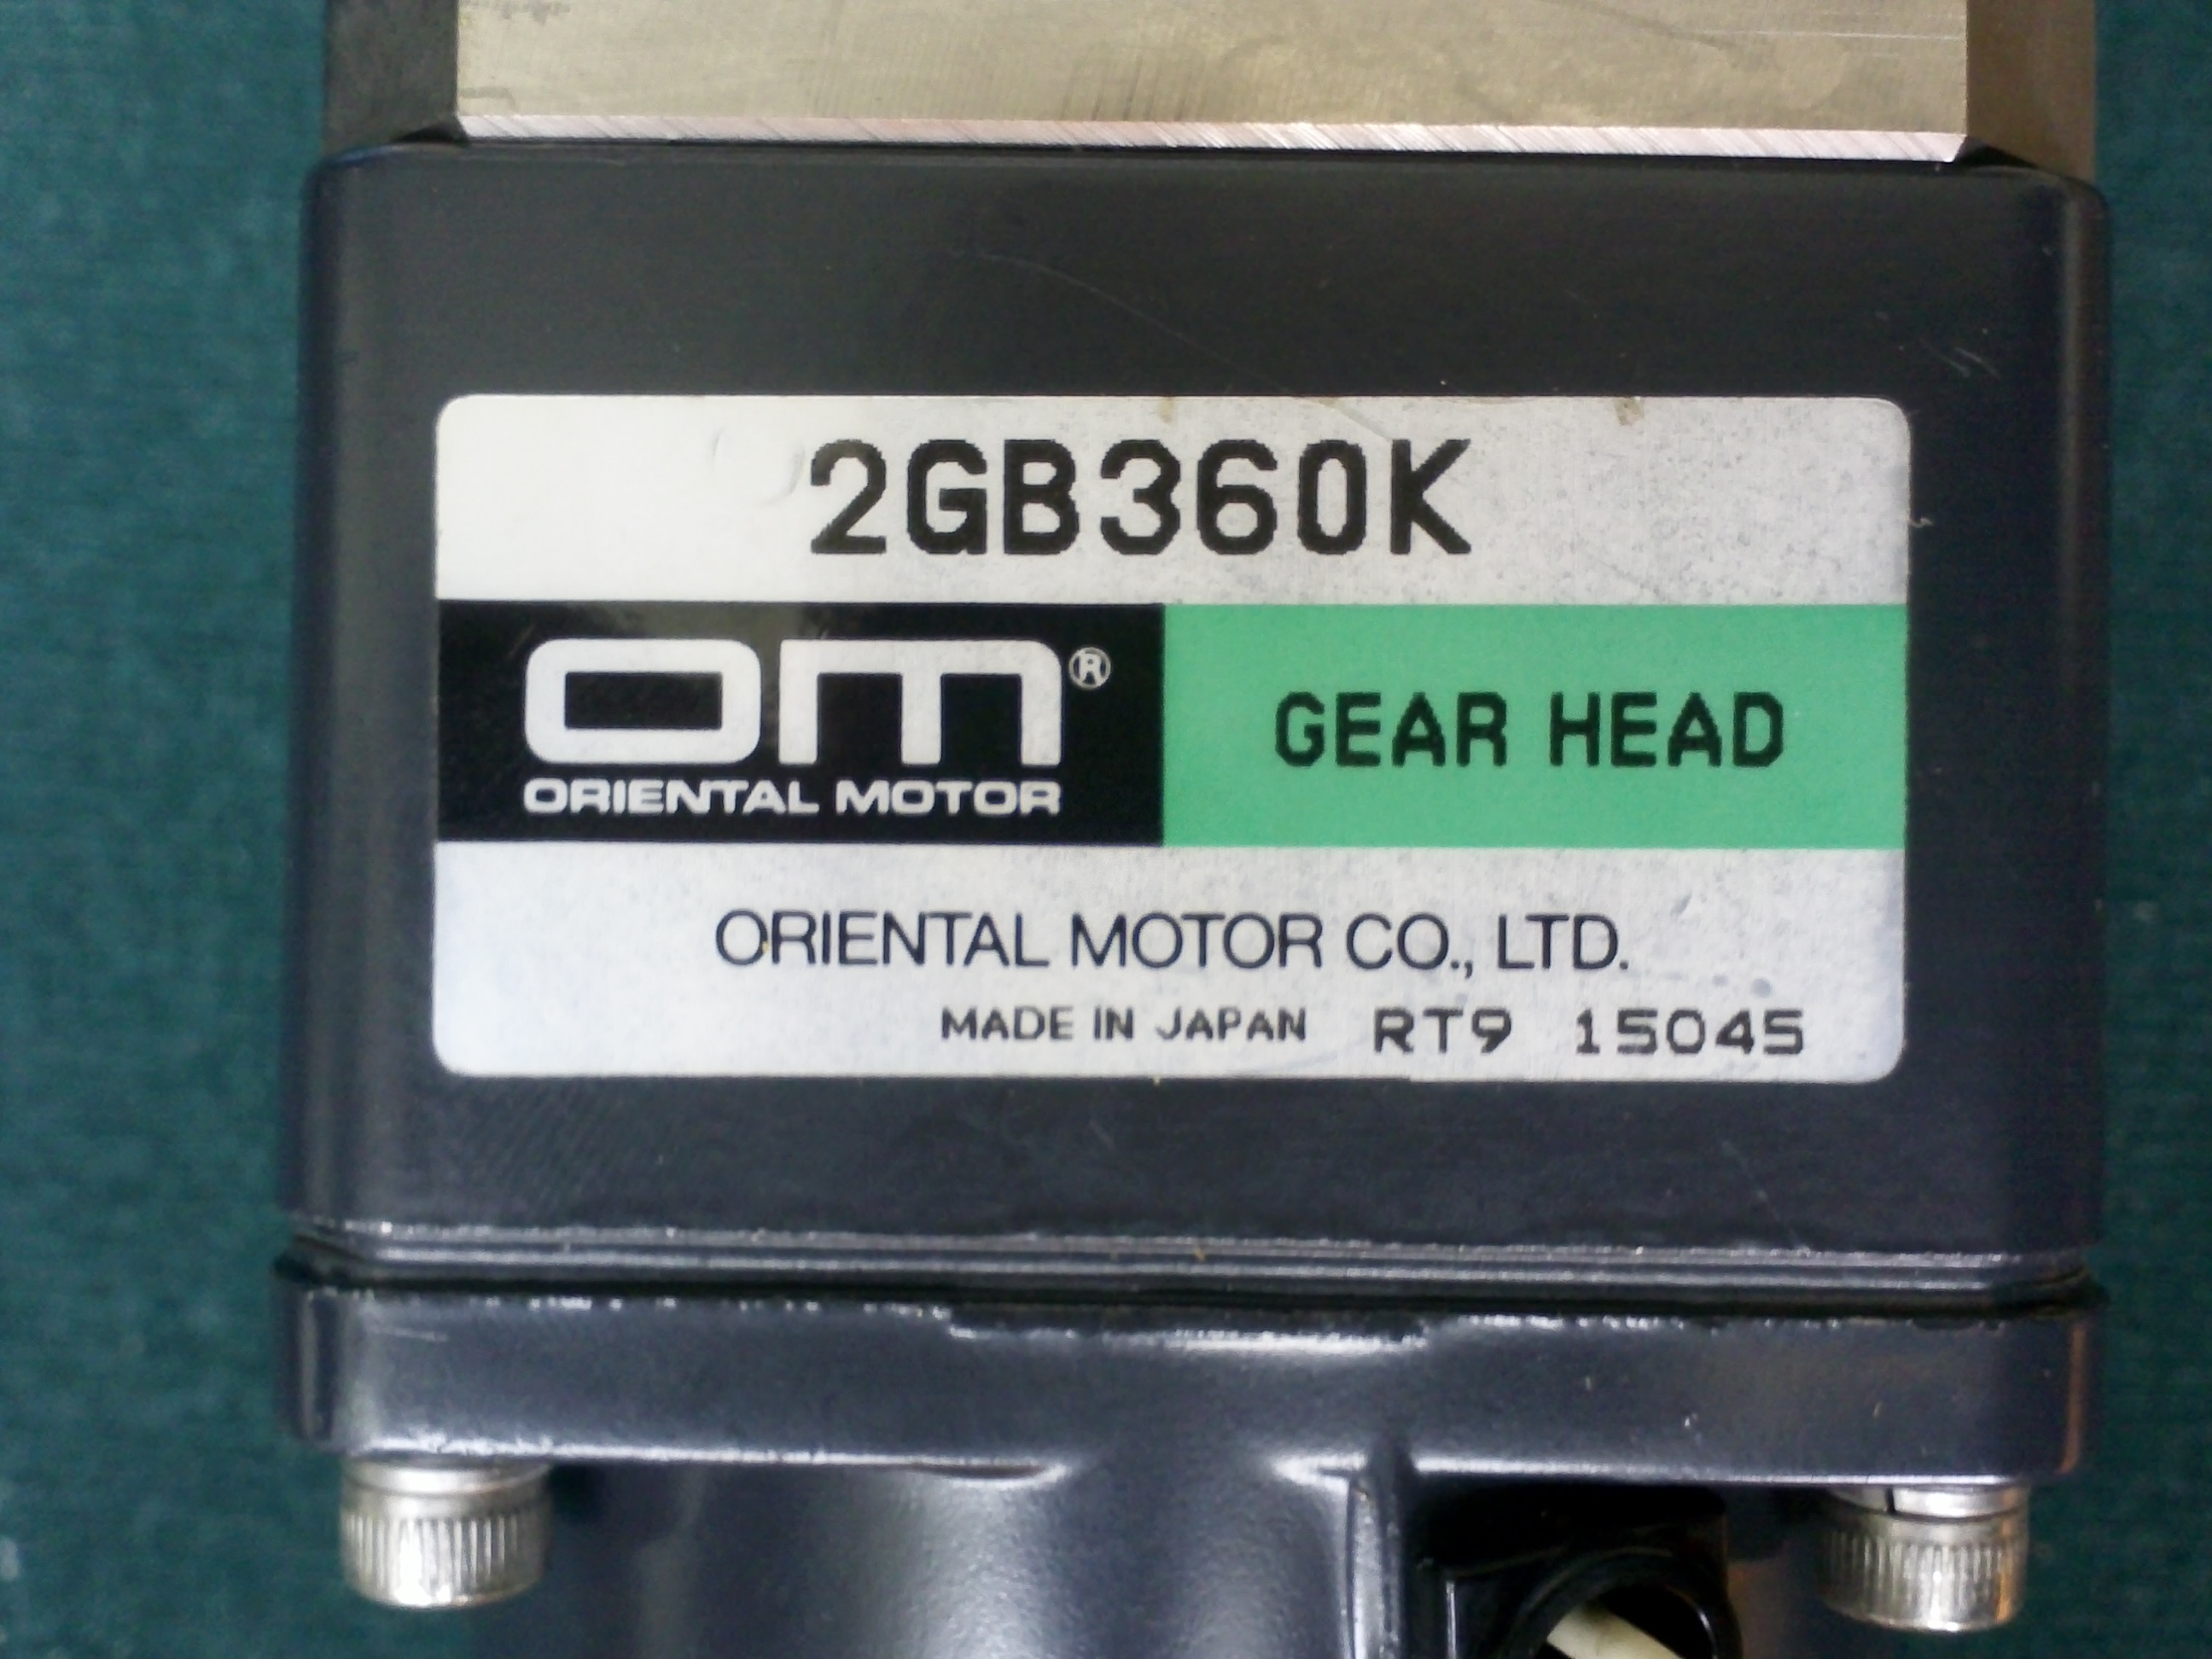 2GB360K
om®
ORIENTAL MOTOR
GEAR HEAD
ORIENTAL MOTOR CO., LTD.
MADE IN JAPAN RT9 15045